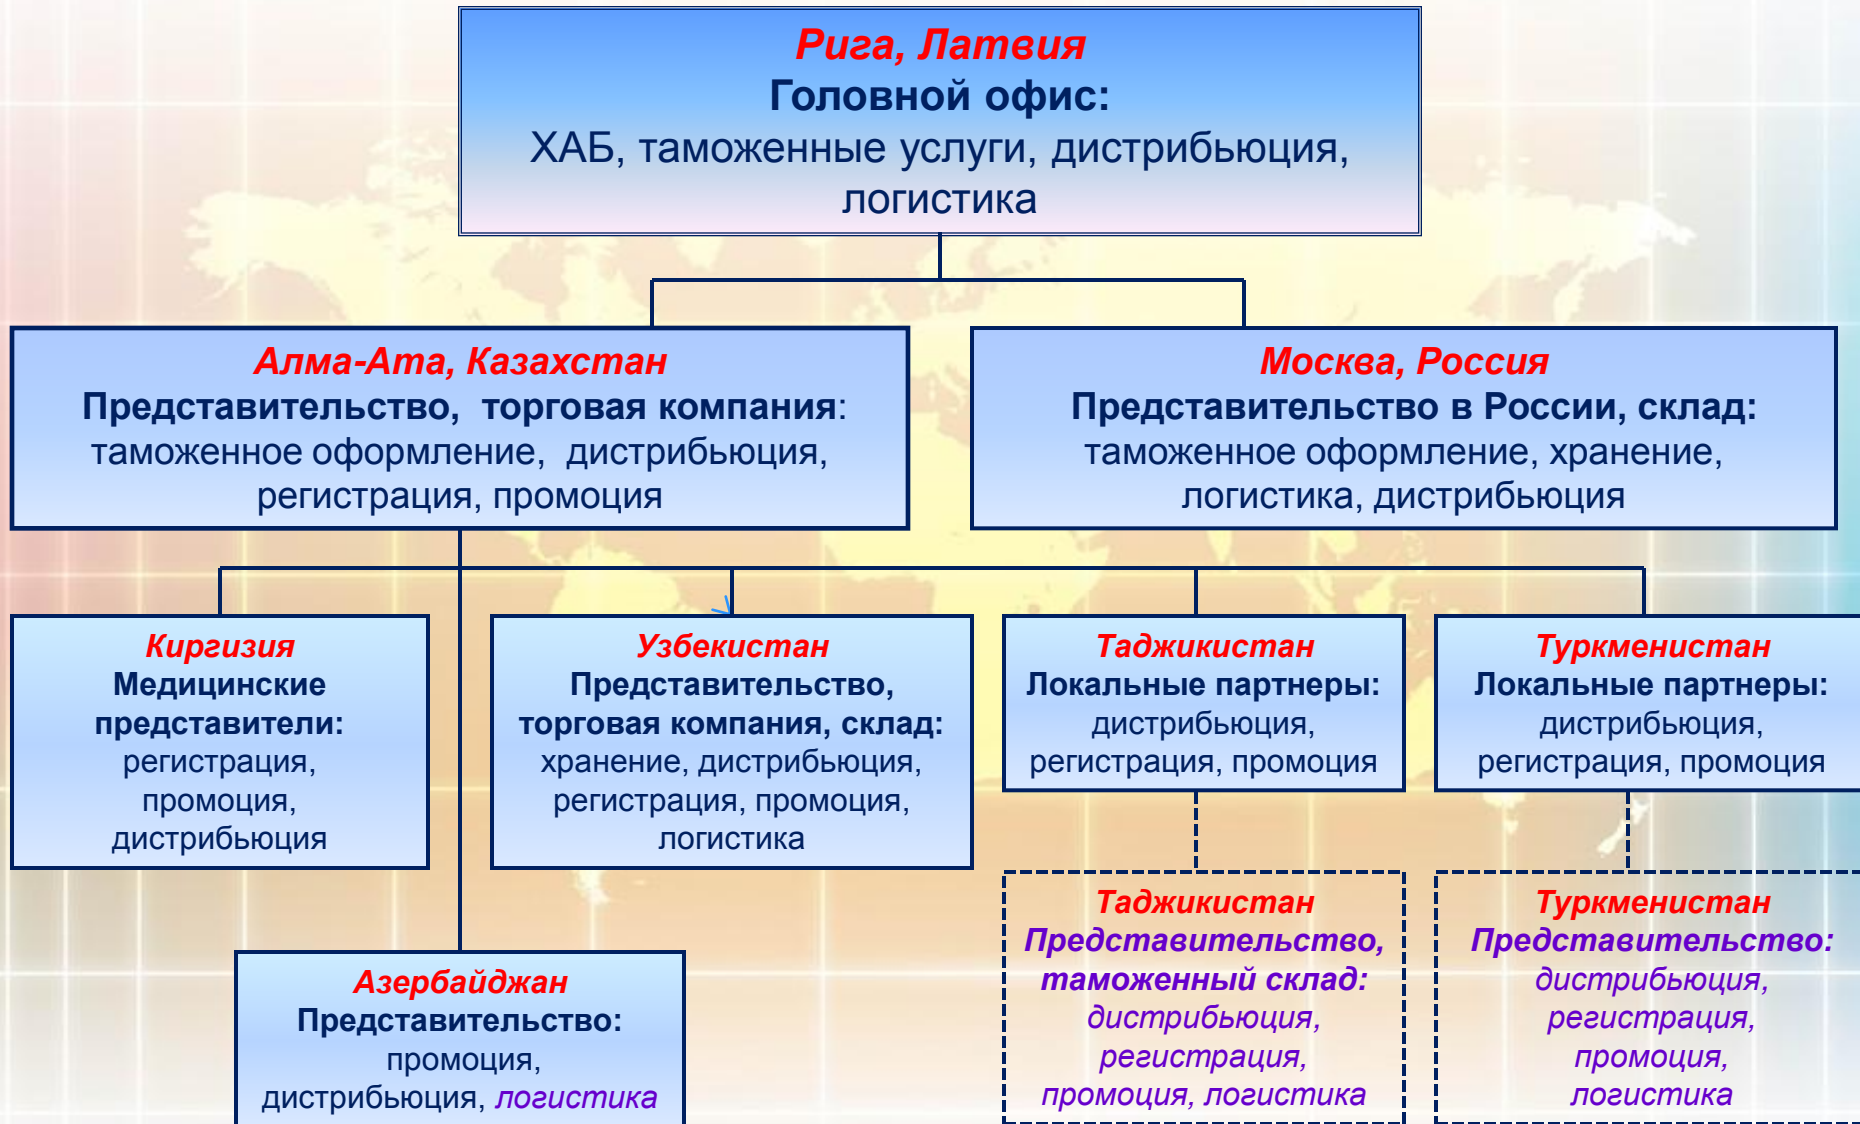 Рига, Латвия
Головной офис:
ХАБ, таможенные услуги, дистрибьюция,
логистика
Алма-Ата, Казахстан
Представительство, торговая компания:
таможенное оформление, дистрибьюция,
регистрация, промоция
Москва, Россия
Представительство в России, склад:
таможенное оформление, хранение,
логистика, дистрибьюция
Киргизия
Медицинские
представители:
регистрация,
промоция,
дистрибьюция
Узбекистан
Представительство,
торговая компания, склад:
хранение, дистрибьюция,
регистрация, промоция,
логистика
Таджикистан
Локальные партнеры:
дистрибьюция,
регистрация, промоция
Туркменистан
Локальные партнеры:
дистрибьюция,
регистрация, промоция
Азербайджан
Представительство:
промоция,
дистрибьюция, логистика
Таджикистан
Представительство,
таможенный склад:
дистрибьюция,
регистрация,
промоция, логистика
Туркменистан
Представительство:
дистрибьюция,
регистрация,
промоция,
логистика